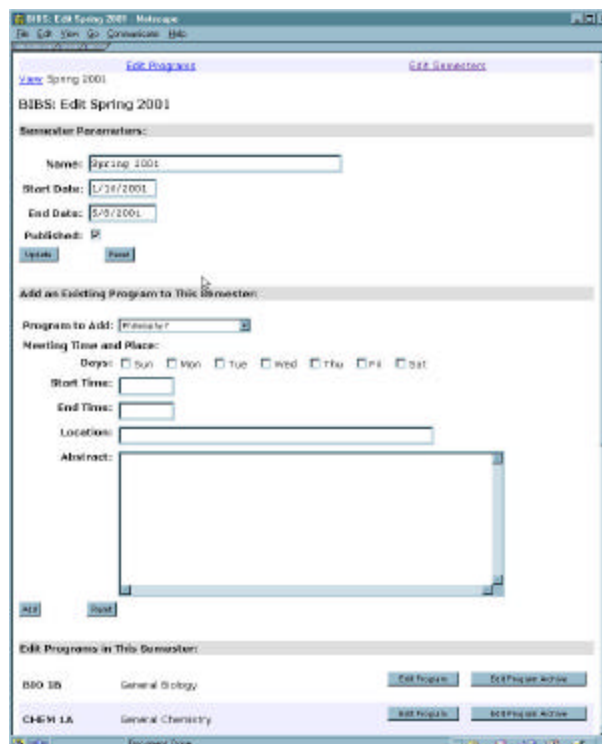 BIBS: Edit Spring 2001 - Netscape
File Edit View Go Communicator Help
Edit Programs Edit Semesters
View Spring 2001
BIBS: Edit Spring 2001
Semester Parameters:
Name: Spring 2001
Start Date: 1/16/2001
End Date: 5/8/2001
Published:
Update Reset
Add an Existing Program to This Semester:
Program to Add:
Meeting Time and Place:
Days: Sun Mon Tue Wed Thu Fri Sat
Start Time:
End Time:
Location:
Abstract:
Add Reset
Edit Programs in This Semester:
BIO 1B General Biology Edit Program Edit Program Archive
CHEM 1A General Chemistry Edit Program Edit Program Archive
Document: Done